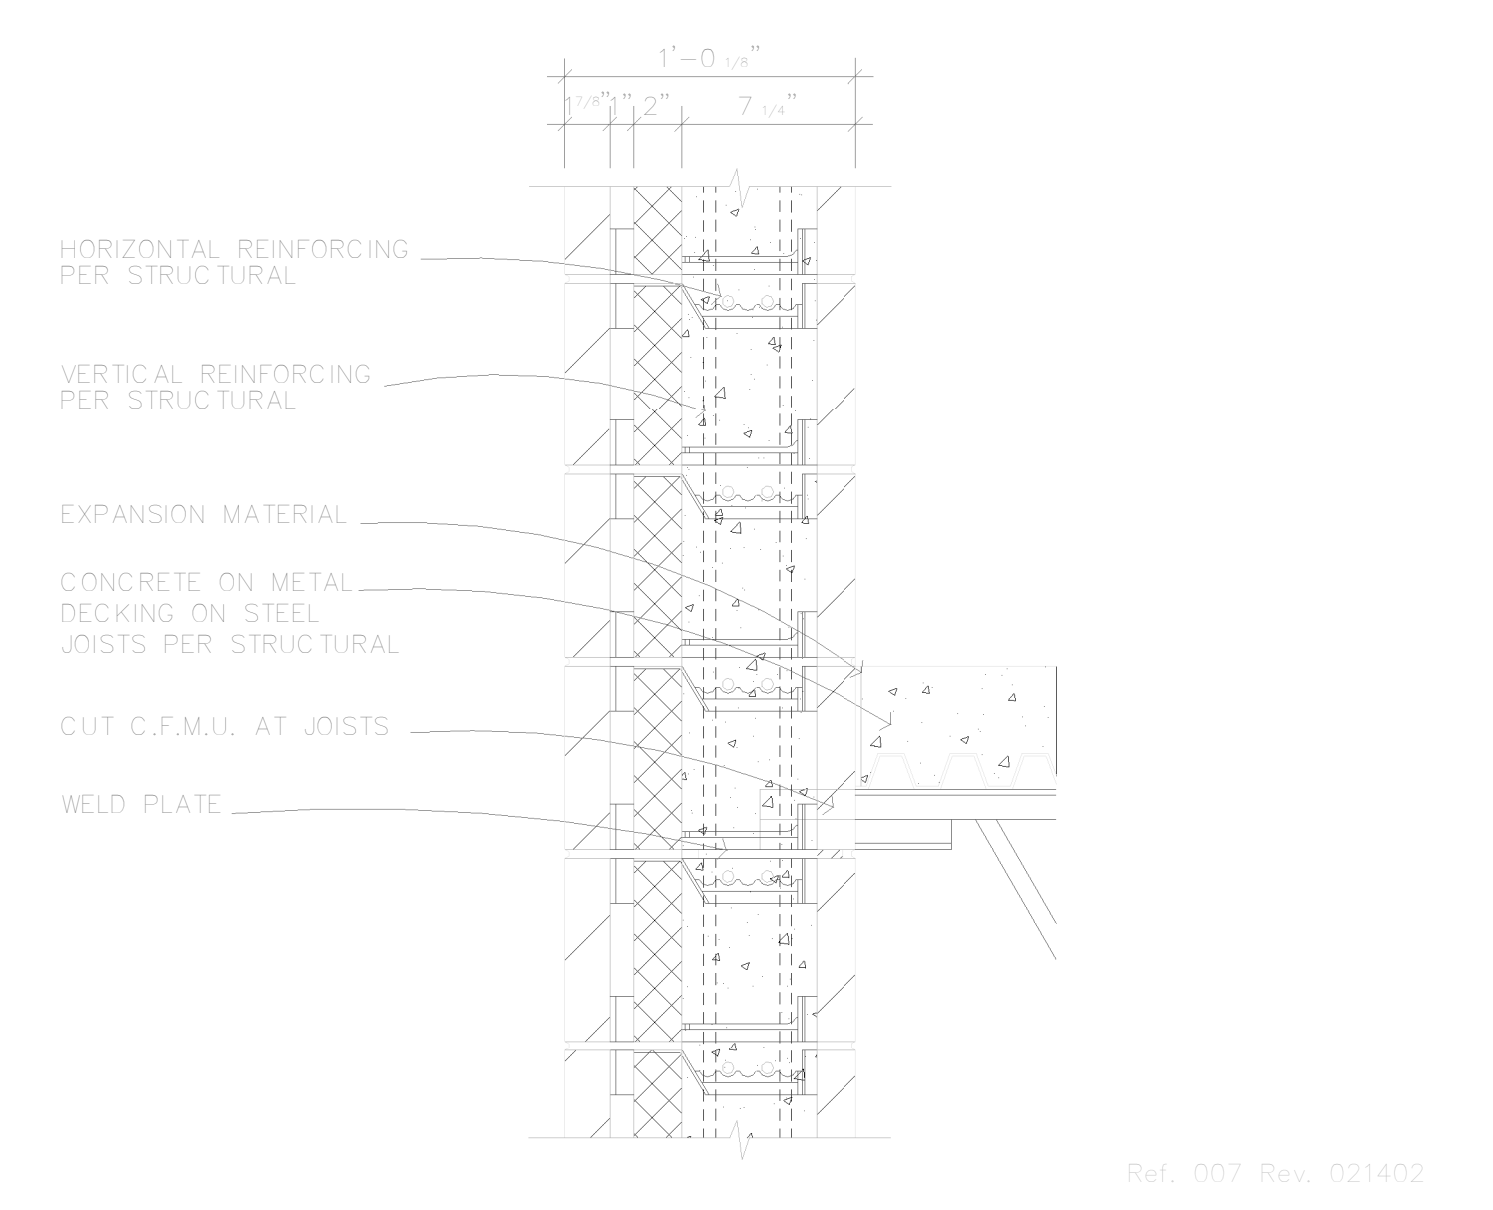 1'-0 1/8"
1 7/8" 1" 2" 7 1/4"
HORIZONTAL REINFORCING
PER STRUCTURAL
VERTICAL REINFORCING
PER STRUCTURAL
EXPANSION MATERIAL
CONCRETE ON METAL
DECKING ON STEEL
JOISTS PER STRUCTURAL
CUT C.F.M.U. AT JOISTS
WELD PLATE
Ref. 007 Rev. 021402